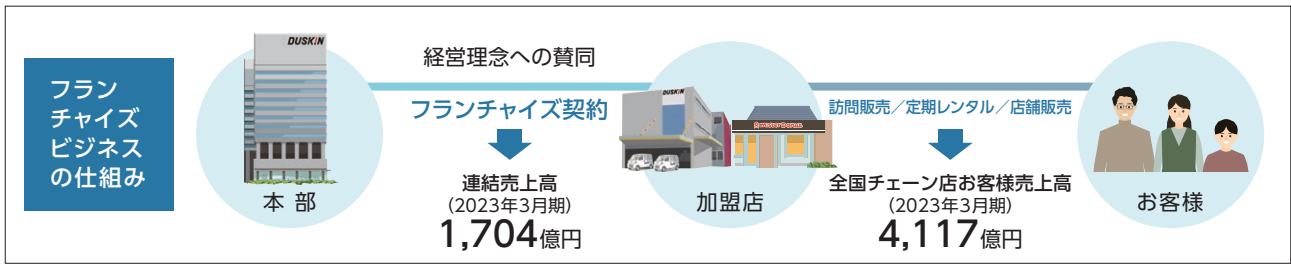 フラン
チャイズ
ビジネス
の仕組み
DUSKIN
本 部
経営理念への賛同
フランチャイズ契約
連結売上高
(2023年3月期)
1,704億円
DUSKIN
Mister Donut
加盟店
訪問販売／定期レンタル／店舗販売
全国チェーン店お客様売上高
(2023年3月期)
4,117億円
お客様